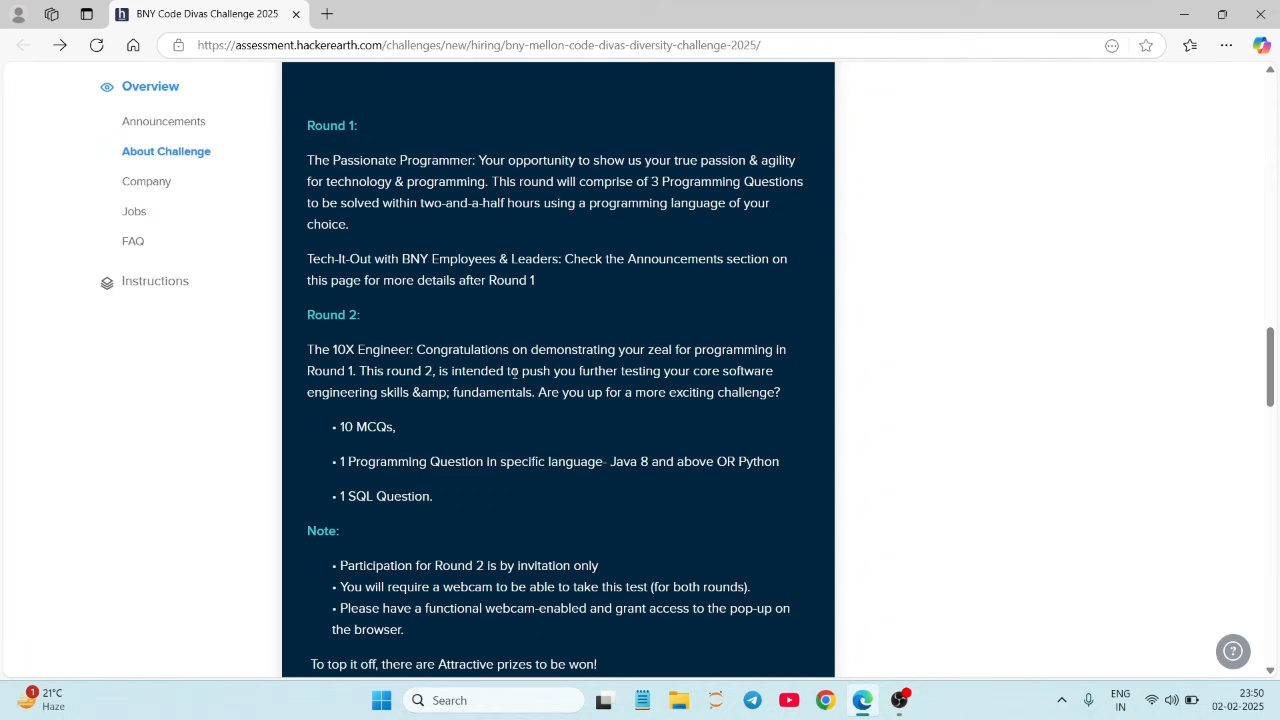 BNY Code Divas Challenge 2025
https://assessment.hackerearth.com/challenges/new/hiring/bny-mellon-code-divas-diversity-challenge-2025/
Overview
Announcements
About Challenge
Company
Jobs
FAQ
Instructions
Round 1:
The Passionate Programmer: Your opportunity to show us your true passion & agility
for technology & programming. This round will comprise of 3 Programming Questions
to be solved within two-and-a-half hours using a programming language of your
choice.
Tech-It-Out with BNY Employees & Leaders: Check the Announcements section on
this page for more details after Round 1
Round 2:
The 10X Engineer: Congratulations on demonstrating your zeal for programming in
Round 1. This round 2, is intended to push you further testing your core software
engineering skills &amp; fundamentals. Are you up for a more exciting challenge?
• 10 MCQs,
• 1 Programming Question in specific language- Java 8 and above OR Python
• 1 SQL Question.
Note:
• Participation for Round 2 is by invitation only
• You will require a webcam to be able to take this test (for both rounds).
• Please have a functional webcam-enabled and grant access to the pop-up on
the browser.
To top it off, there are Attractive prizes to be won!
1
21°C
Haze
Search
ENG
IN
23:50
02-02-2025